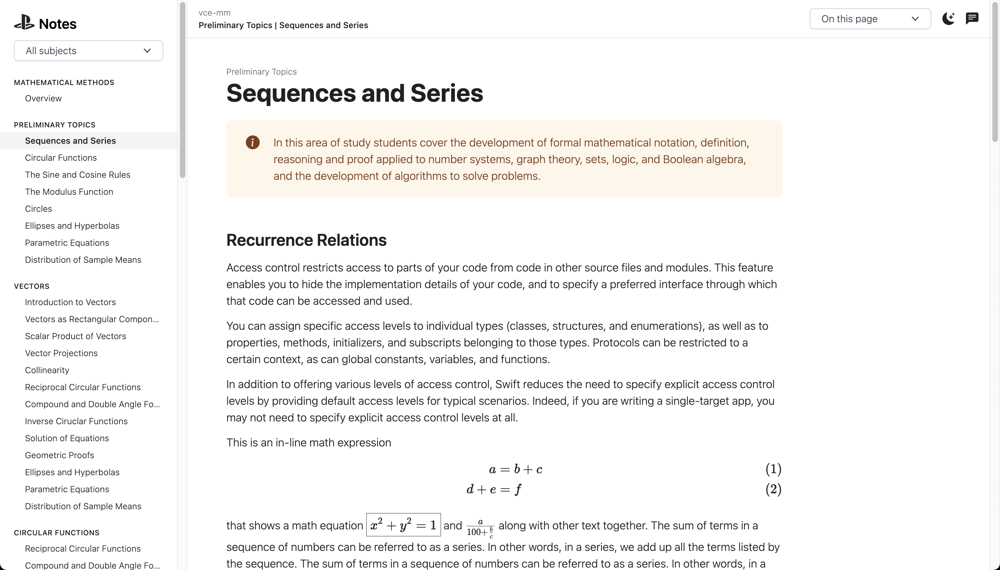 Notes
All subjects
MATHEMATICAL METHODS
Overview
PRELIMINARY TOPICS
Sequences and Series
Circular Functions
The Sine and Cosine Rules
The Modulus Function
Circles
Ellipses and Hyperbolas
Parametric Equations
Distribution of Sample Means
VECTORS
Introduction to Vectors
Vectors as Rectangular Compon...
Scalar Product of Vectors
Vector Projections
Collinearity
Reciprocal Circular Functions
Compound and Double Angle Fo...
Inverse Ciruclar Functions
Solution of Equations
Geometric Proofs
Ellipses and Hyperbolas
Parametric Equations
Distribution of Sample Means
CIRCULAR FUNCTIONS
Reciprocal Circular Functions
Compound and Double Angle Fo...
vce-mm
Preliminary Topics | Sequences and Series
On this page
Preliminary Topics
Sequences and Series
In this area of study students cover the development of formal mathematical notation, definition,
reasoning and proof applied to number systems, graph theory, sets, logic, and Boolean algebra,
and the development of algorithms to solve problems.
Recurrence Relations
Access control restricts access to parts of your code from code in other source files and modules. This feature
enables you to hide the implementation details of your code, and to specify a preferred interface through which
that code can be accessed and used.
You can assign specific access levels to individual types (classes, structures, and enumerations), as well as to
properties, methods, initializers, and subscripts belonging to those types. Protocols can be restricted to a
certain context, as can global constants, variables, and functions.
In addition to offering various levels of access control, Swift reduces the need to specify explicit access control
levels by providing default access levels for typical scenarios. Indeed, if you are writing a single-target app, you
may not need to specify explicit access control levels at all.
This is an in-line math expression
a = b + c (1)
d + e = f (2)
that shows a math equation x² + y² = 1 and a/(100+b/c) along with other text together. The sum of terms in a
sequence of numbers can be referred to as a series. In other words, in a series, we add up all the terms listed by
the sequence. The sum of terms in a sequence of numbers can be referred to as a series. In other words, in a